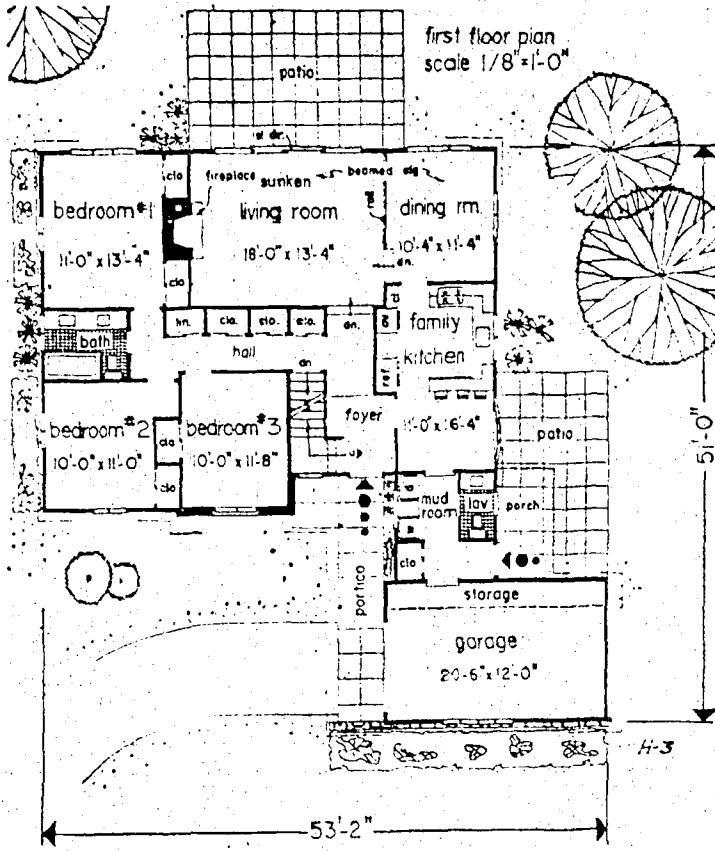 first floor plan
scale 1/8"=1'-0"
patio
sl. dr.
clo
fireplace
sunken
beamed clg
bedroom #1
living room
dining rm.
11'-0" x 13'-4"
18'-0" x 13'-4"
10'-4" x 11'-4"
dn.
clo
lin.
clo.
clo.
clo.
dn.
family
kitchen
bath
hall
dn
ref.
foyer
11'-0" x 16'-4"
bedroom #2
bedroom #3
10'-0" x 11'-0"
clo
10'-0" x 11'-8"
clo
up
patio
51'-0"
mud
room
lav
porch
clo
portico
storage
garage
20'-6" x 12'-0"
H-3
53'-2"